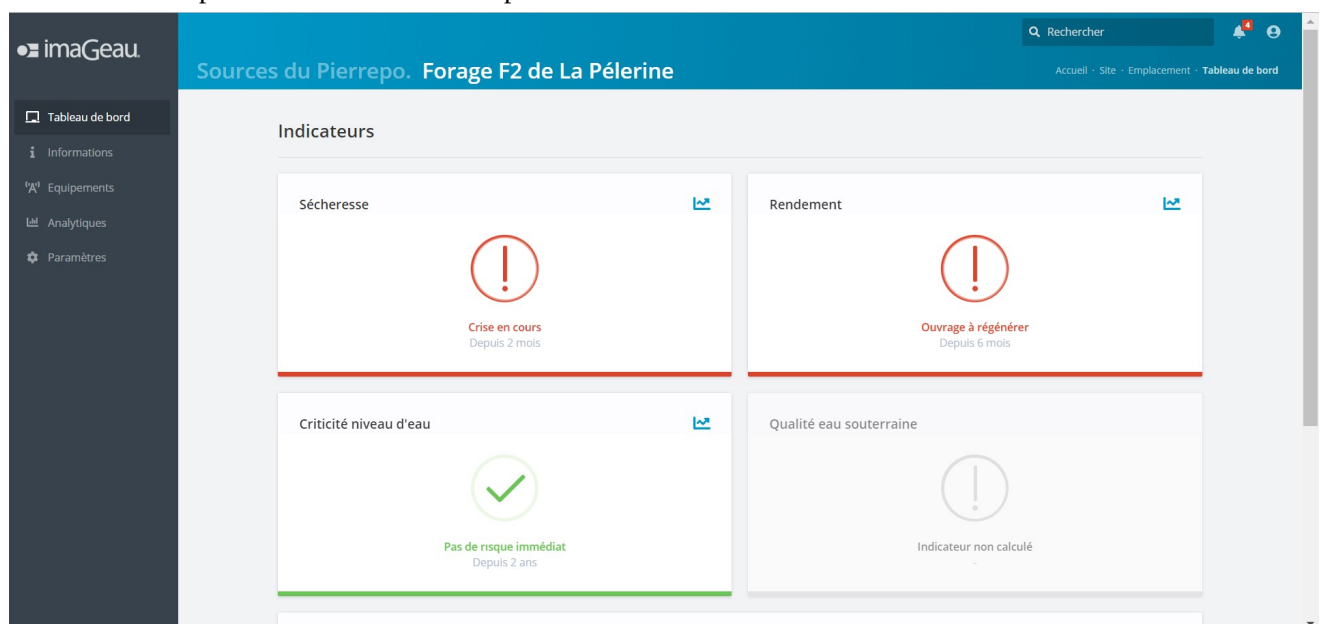 imaGeau.
Rechercher
4
Sources du Pierrepo. Forage F2 de La Pélerine
Accueil - Site - Emplacement - Tableau de bord
Tableau de bord
Informations
Equipements
Analytiques
Paramètres
Indicateurs
Sécheresse
Crise en cours
Depuis 2 mois
Rendement
Ouvrage à régénérer
Depuis 6 mois
Criticité niveau d'eau
Pas de risque immédiat
Depuis 2 ans
Qualité eau souterraine
Indicateur non calculé
-